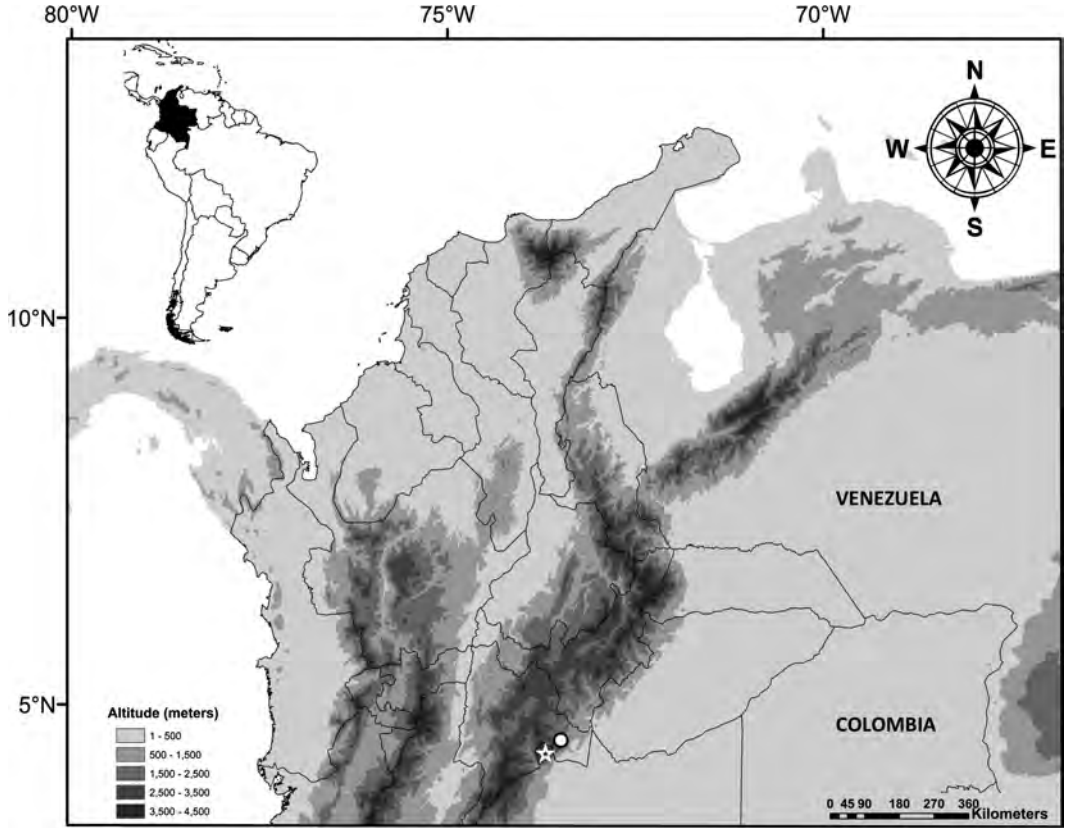 80°W 75°W 70°W
N
W E
S
10°N
VENEZUELA
5°N
Altitude (meters)
COLOMBIA
1 - 500
500 - 1,500
1,500 - 2,500
2,500 - 3,500
3,500 - 4,500
0 45 90 180 270 360
Kilometers